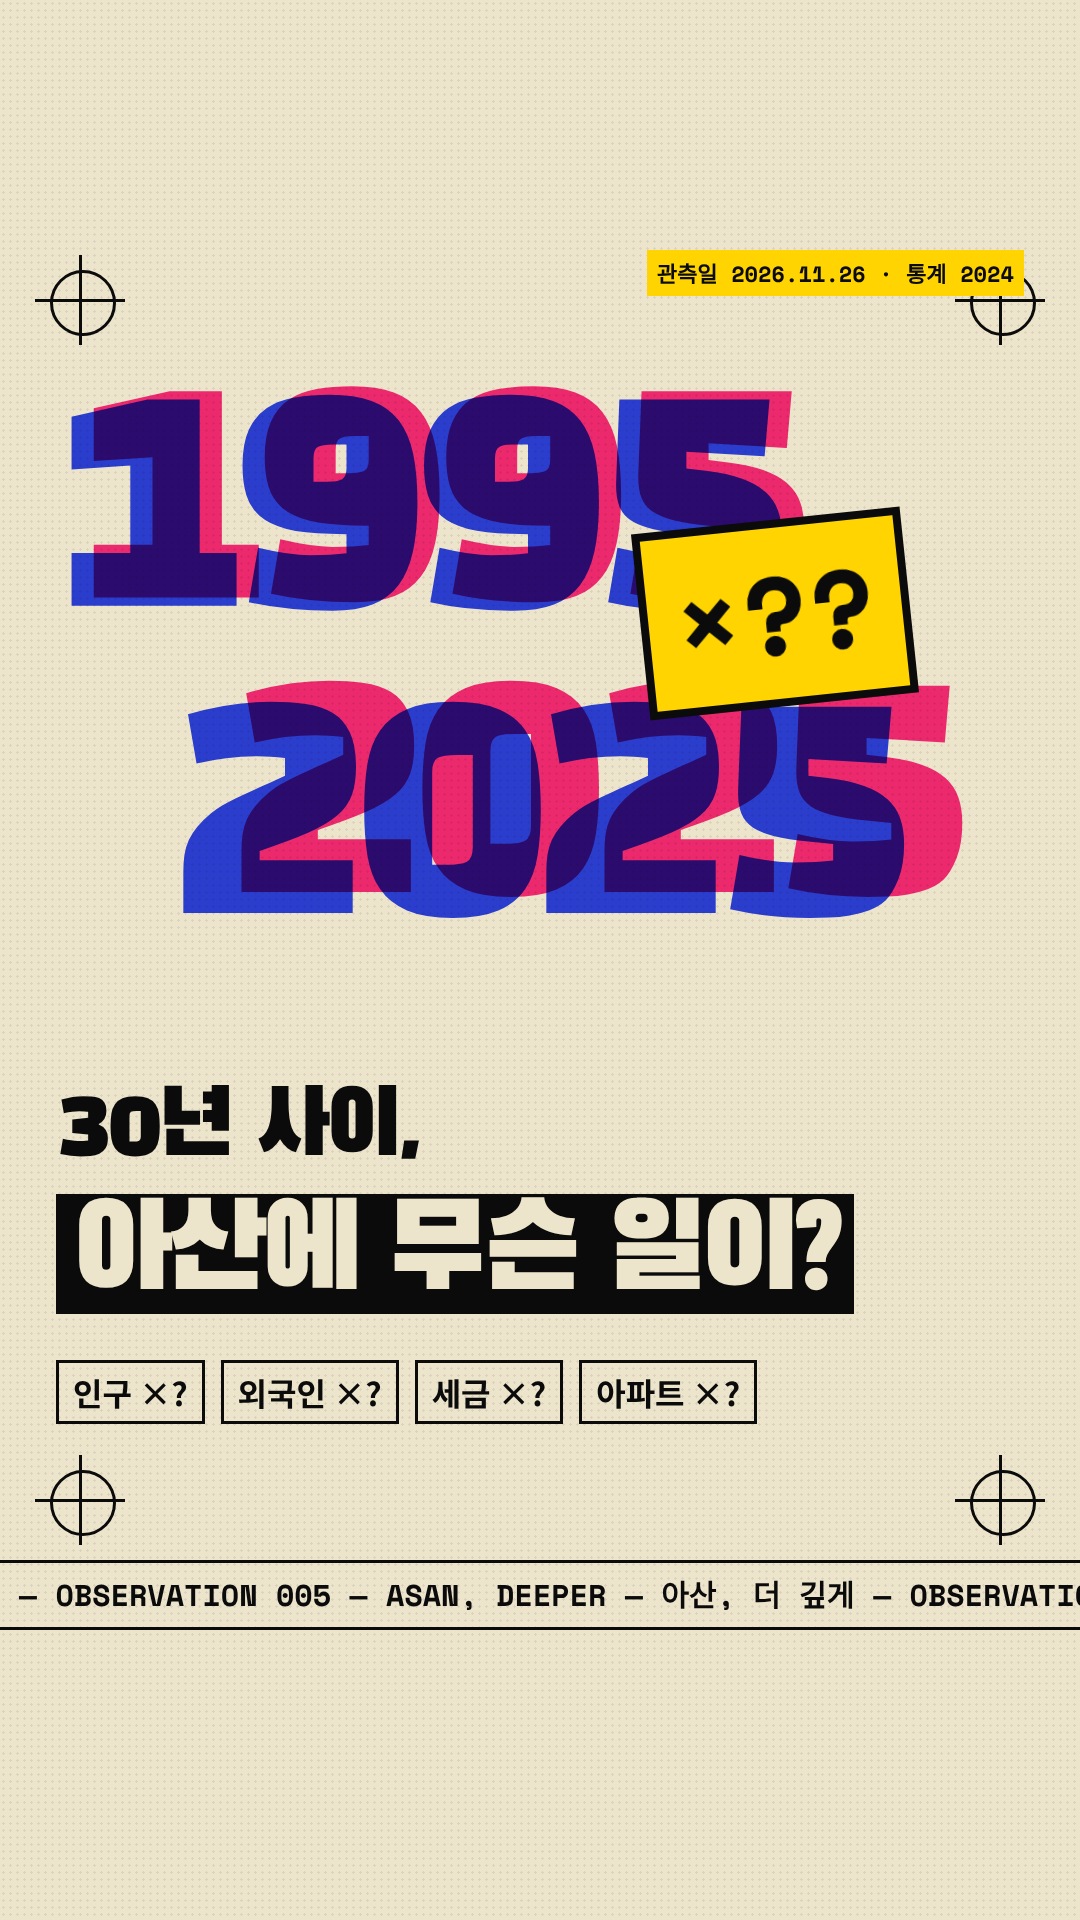 관측일 2026.11.26 · 통계 2024
1995
×??
2025
30년 사이,
아산에 무슨 일이?
인구 ×?
외국인 ×?
세금 ×?
아파트 ×?
— OBSERVATION 005 — ASAN, DEEPER — 아산, 더 깊게 — OBSERVATIO